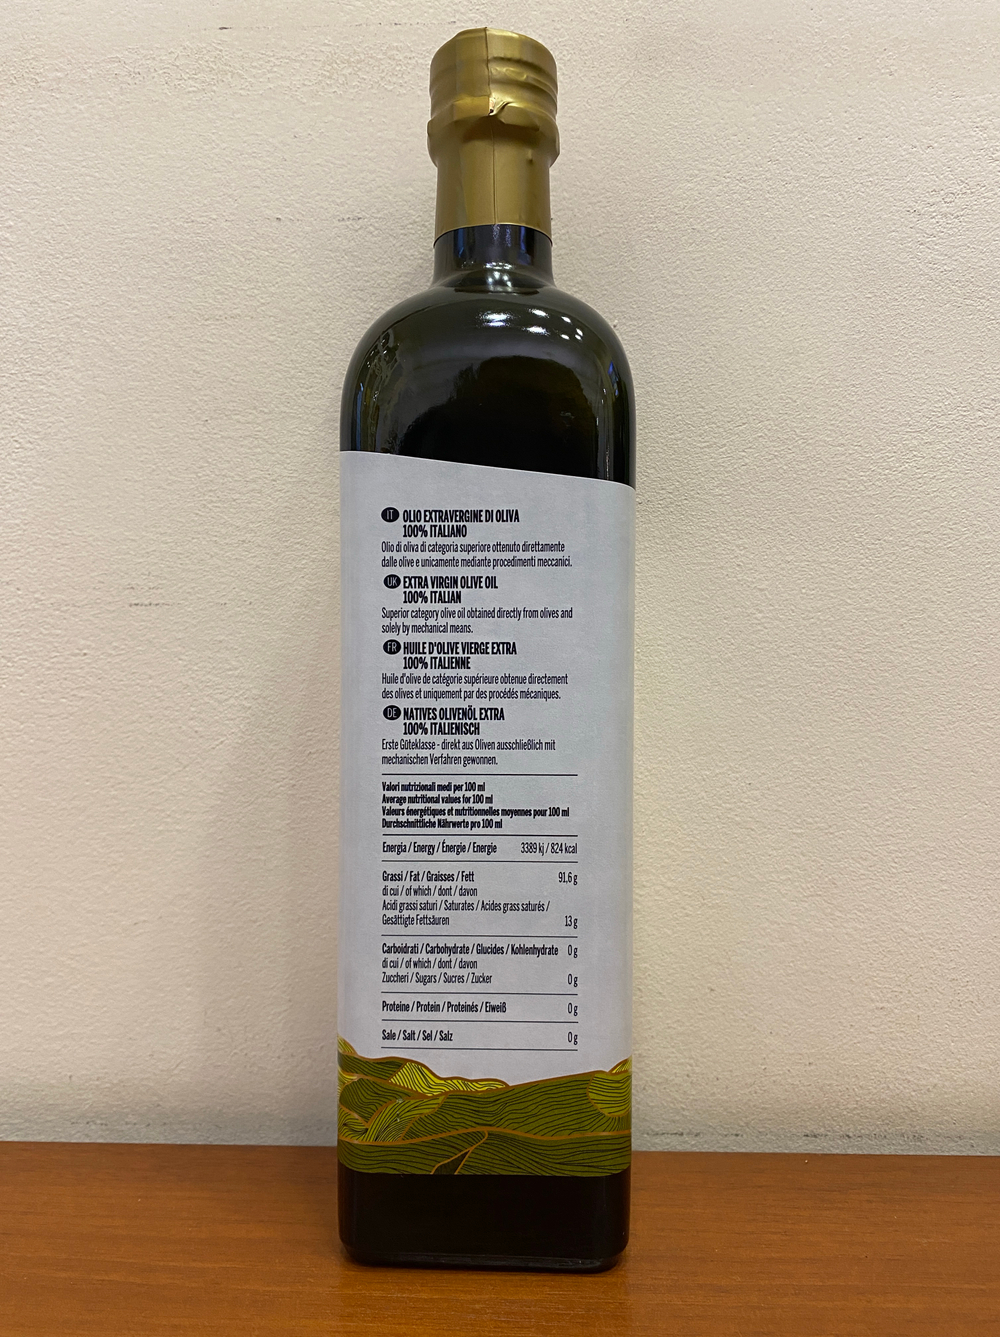 IT OLIO EXTRAVERGINE DI OLIVA
100% ITALIANO
Olio di oliva di categoria superiore ottenuto direttamente
dalle olive e unicamente mediante procedimenti meccanici.
UK EXTRA VIRGIN OLIVE OIL
100% ITALIAN
Superior category olive oil obtained directly from olives and
solely by mechanical means.
FR HUILE D'OLIVE VIERGE EXTRA
100% ITALIENNE
Huile d'olive de catégorie supérieure obtenue directement
des olives et uniquement par des procédés mécaniques.
DE NATIVES OLIVENÖL EXTRA
100% ITALIENISCH
Erste Güteklasse - direkt aus Oliven ausschließlich mit
mechanischen Verfahren gewonnen.
Valori nutrizionali medi per 100 ml
Average nutritional values for 100 ml
Valeurs énergétiques et nutritionnelles moyennes pour 100 ml
Durchschnittliche Nährwerte pro 100 ml
Energia / Energy / Énergie / Energie 3389 kj / 824 kcal
Grassi / Fat / Graisses / Fett 91,6 g
di cui / of which / dont / davon
Acidi grassi saturi / Saturates / Acides grass saturés /
Gesättigte Fettsäuren 13 g
Carboidrati / Carbohydrate / Glucides / Kohlenhydrate 0 g
di cui / of which / dont / davon
Zuccheri / Sugars / Sucres / Zucker 0 g
Proteine / Protein / Proteinés / Eiweiß 0 g
Sale / Salt / Sel / Salz 0 g